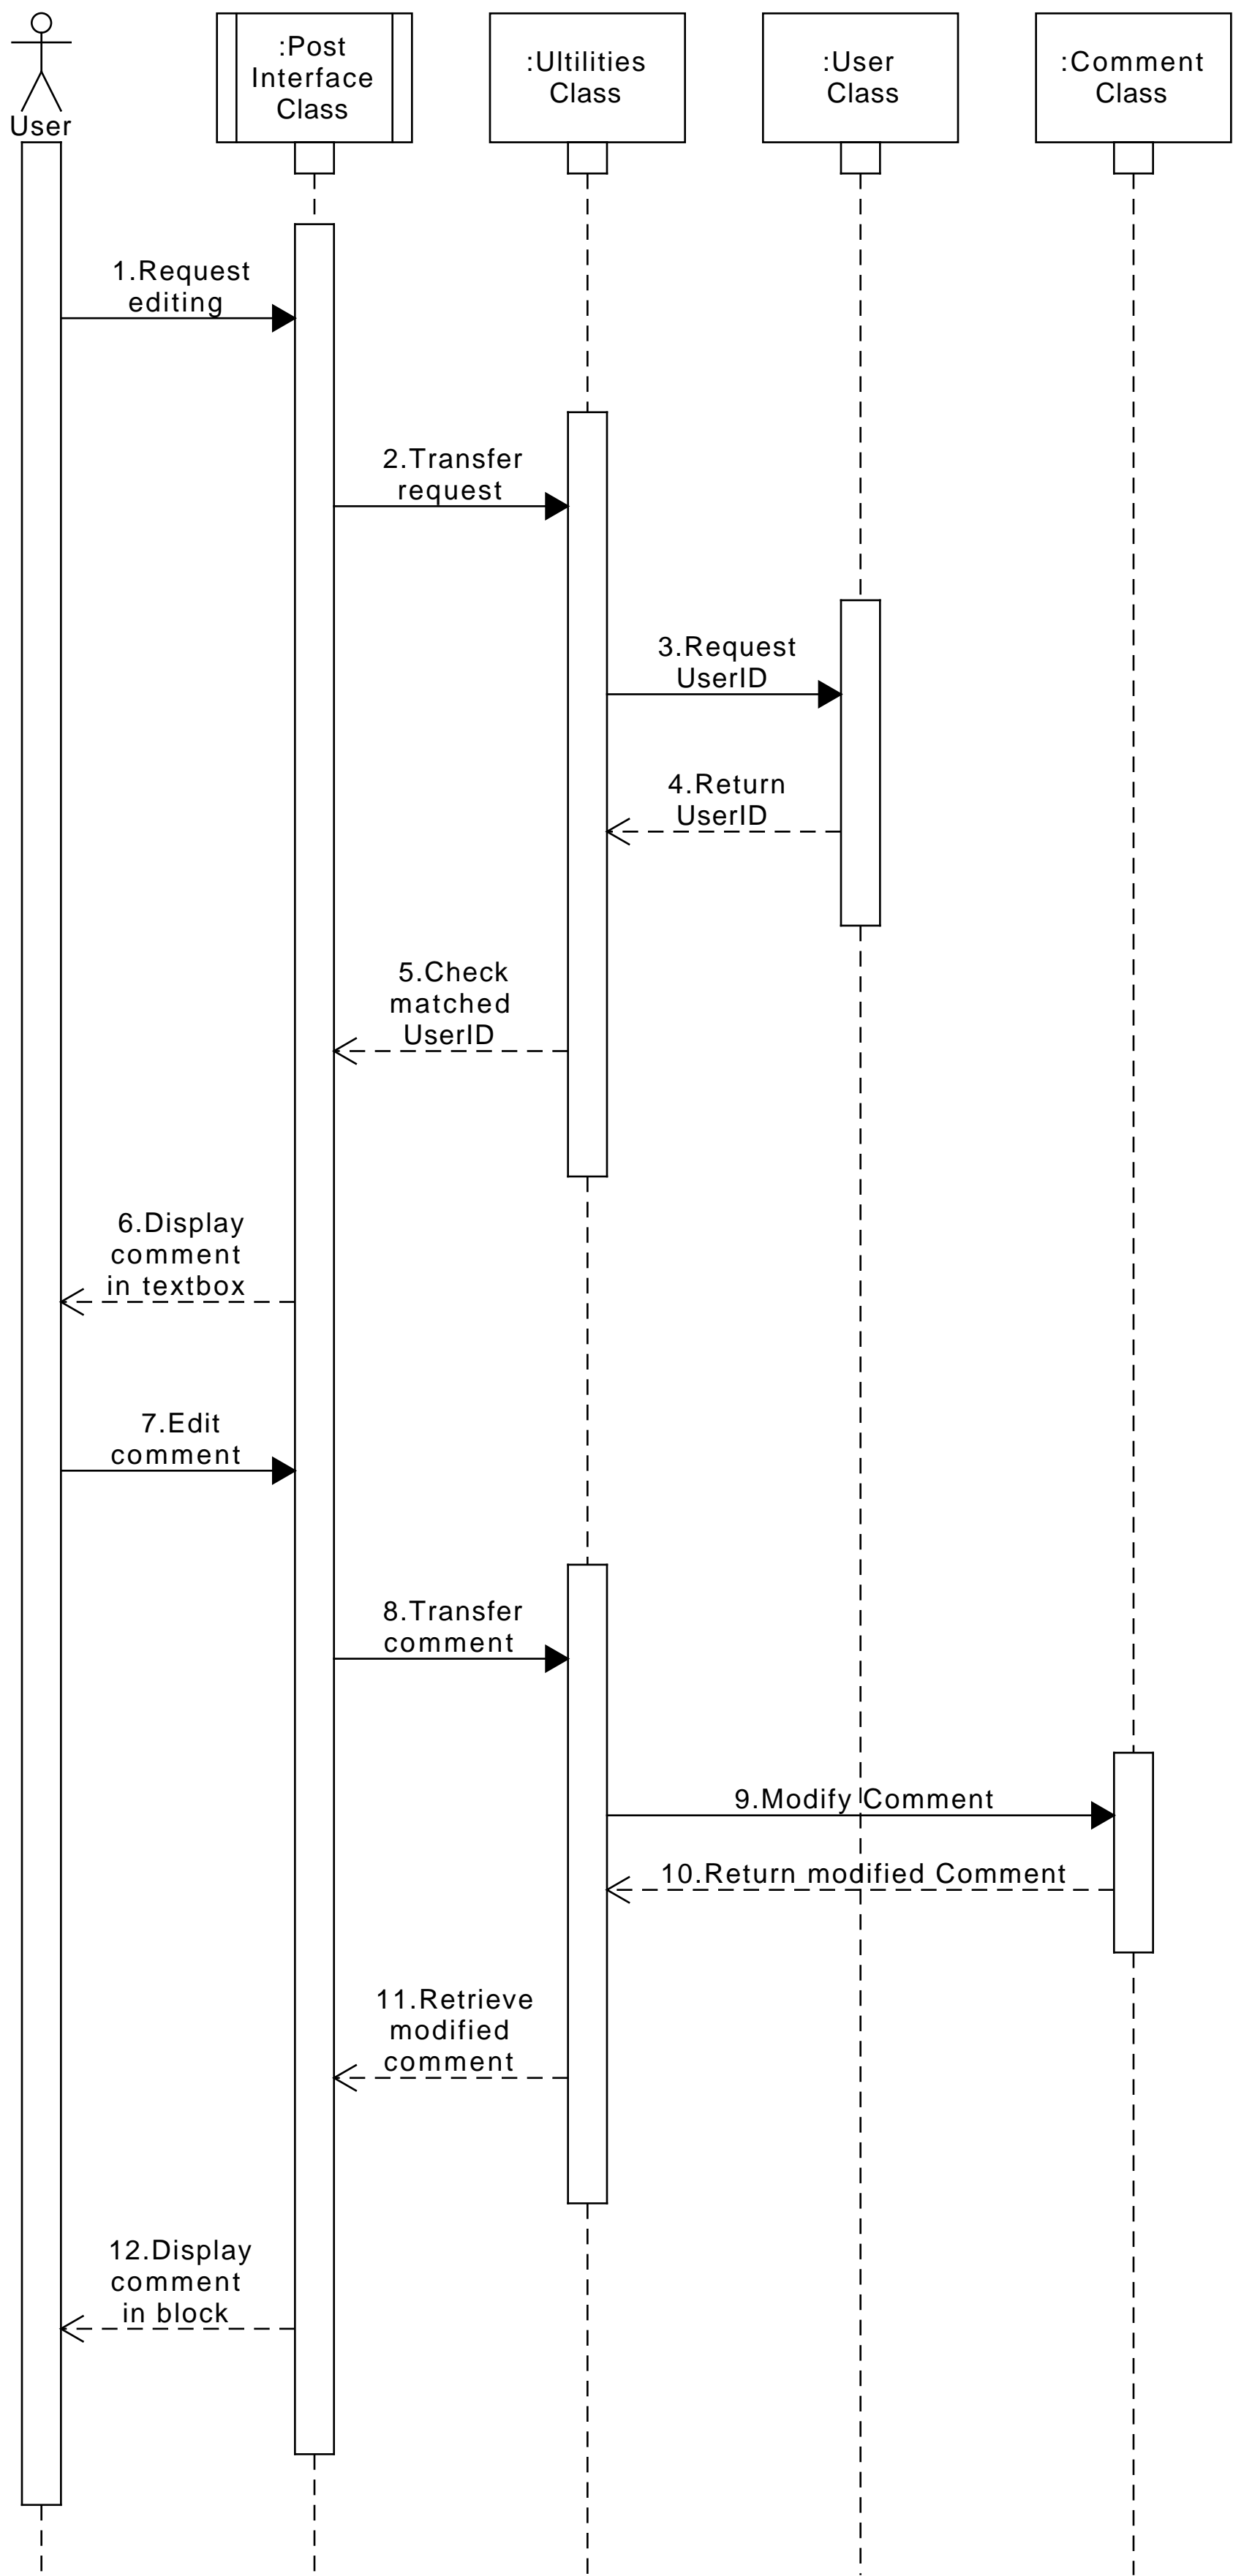 User
:Post
Interface
Class
:Ultilities
Class
:User
Class
:Comment
Class
1.Request
editing
2.Transfer
request
3.Request
UserID
4.Return
UserID
5.Check
matched
UserID
6.Display
comment
in textbox
7.Edit
comment
8.Transfer
comment
9.Modify Comment
10.Return modified Comment
11.Retrieve
modified
comment
12.Display
comment
in block